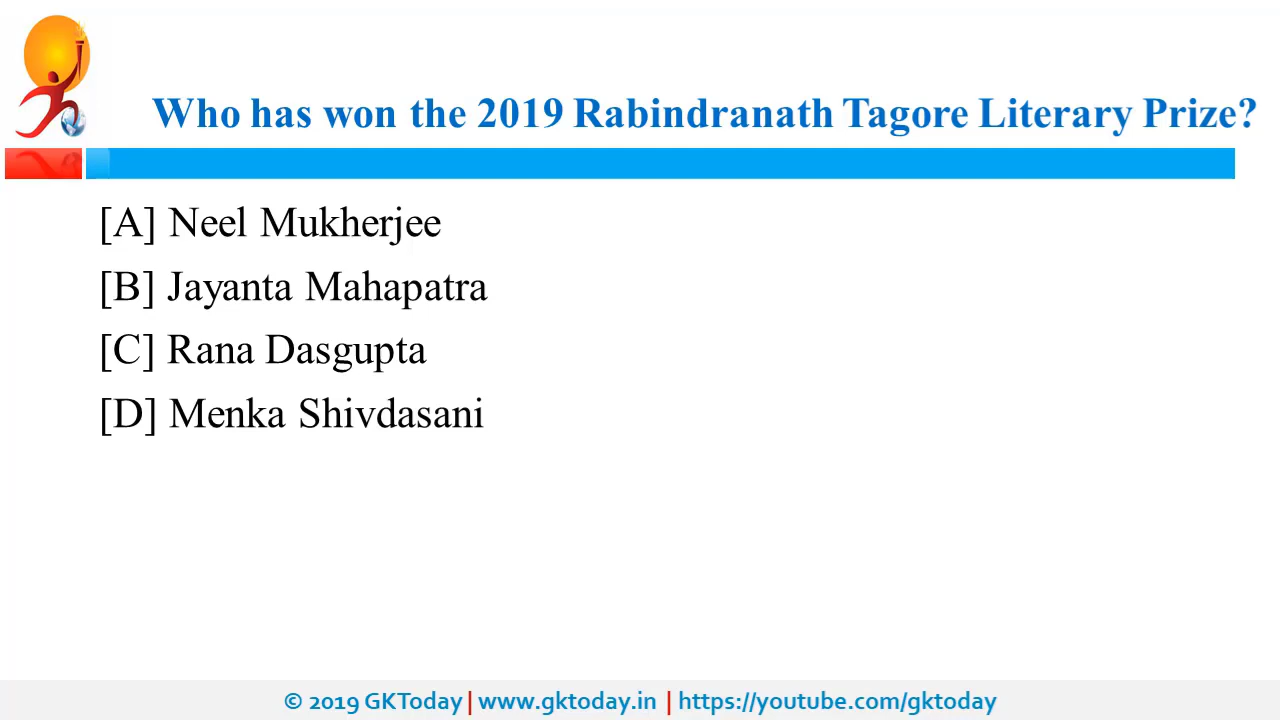 Who has won the 2019 Rabindranath Tagore Literary Prize?
[A] Neel Mukherjee
[B] Jayanta Mahapatra
[C] Rana Dasgupta
[D] Menka Shivdasani
© 2019 GKToday | www.gktoday.in | https://youtube.com/gktoday